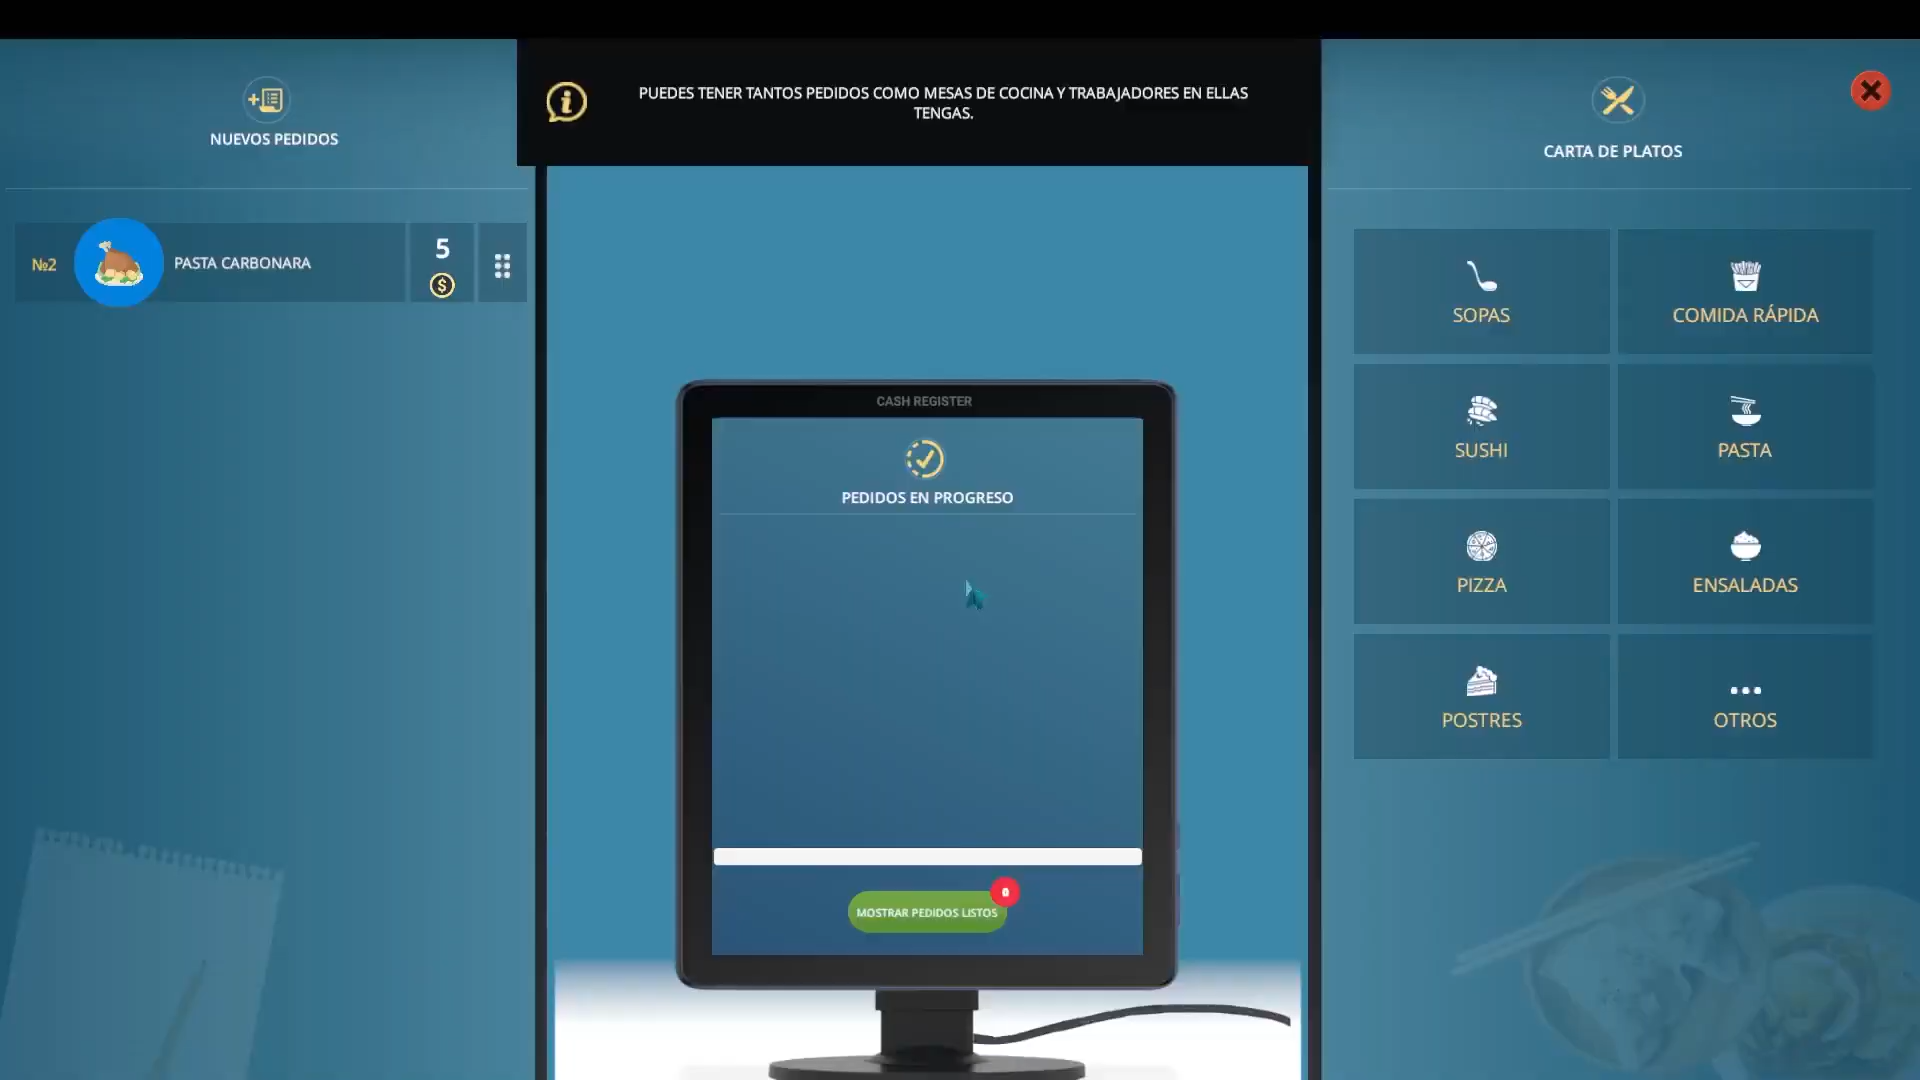 NUEVOS PEDIDOS
№2
PASTA CARBONARA
5
$
PUEDES TENER TANTOS PEDIDOS COMO MESAS DE COCINA Y TRABAJADORES EN ELLAS
TENGAS.
CASH REGISTER
PEDIDOS EN PROGRESO
0
MOSTRAR PEDIDOS LISTOS
CARTA DE PLATOS
SOPAS
COMIDA RÁPIDA
SUSHI
PASTA
PIZZA
ENSALADAS
POSTRES
OTROS